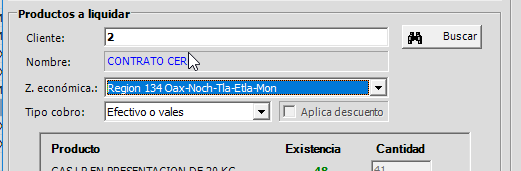 Productos a liquidar
Cliente: 2 Buscar
Nombre: CONTRATO CER
Z. económica.: Region 134 Oax-Noch-Tla-Etla-Mon
Tipo cobro: Efectivo o vales Aplica descuento
Producto Existencia Cantidad
GAS LP EN PRESENTACION DE 20 KG 48 41